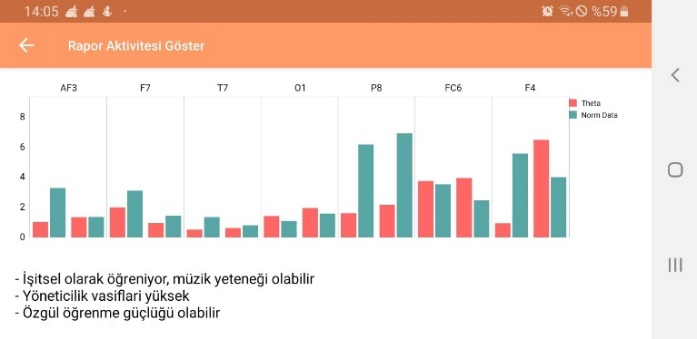 14:05 %59
Rapor Aktivitesi Göster
AF3 F7 T7 O1 P8 FC6 F4
Theta
Norm Data
8
6
4
2
0
- İşitsel olarak öğreniyor, müzik yeteneği olabilir
- Yöneticilik vasiflari yüksek
- Özgül öğrenme güçlüğü olabilir